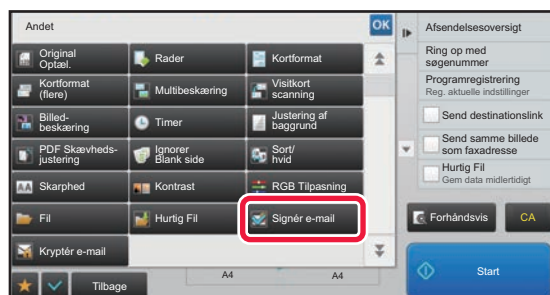 Andet
OK
Original
Optæl.
Rader
Kortformat
Kortformat
(flere)
Multibeskæring
Visitkort
scanning
Billed-
beskæring
Timer
Justering af
baggrund
PDF Skævheds-
justering
Ignorer
Blank side
Sort/
hvid
AA
Skarphed
Kontrast
RGB Tilpasning
Fil
Hurtig Fil
Signér e-mail
Kryptér e-mail
Tilbage
A4
A4
Afsendelsesoversigt
Ring op med
søgenummer
Programregistrering
Reg. aktuelle indstillinger
Send destinationslink
Send samme billede
som faxadresse
Hurtig Fil
Gem data midlertidigt
Forhåndsvis
CA
Start